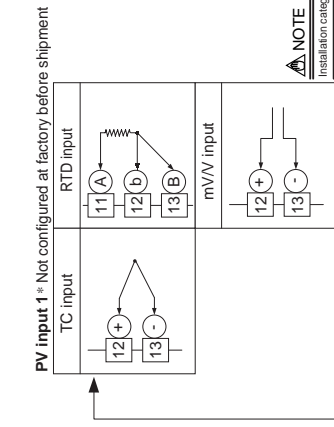 PV input 1 * Not configured at factory before shipment
TC input
12 +
13 -
RTD input
11 A
12 b
13 B
mV/V input
12 +
13 -
NOTE
Installation categ